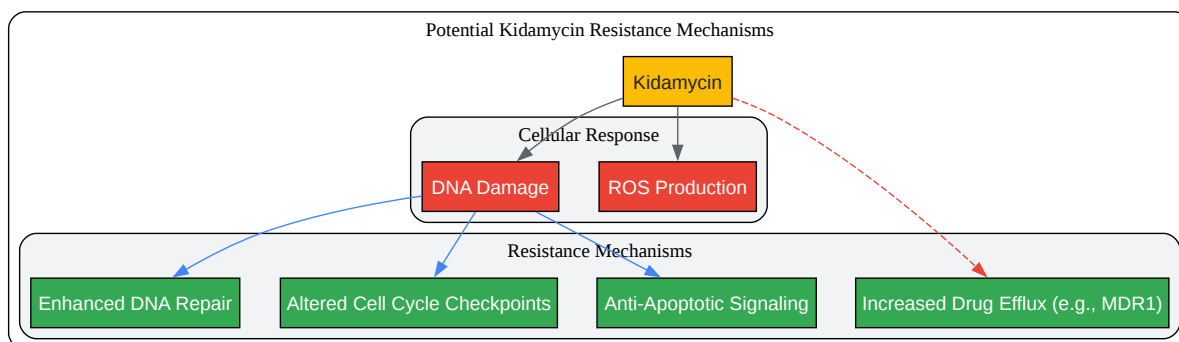 Potential Kidamycin Resistance Mechanisms
Kidamycin
Cellular Response
DNA Damage
ROS Production
Resistance Mechanisms
Enhanced DNA Repair
Altered Cell Cycle Checkpoints
Anti-Apoptotic Signaling
Increased Drug Efflux (e.g., MDR1)